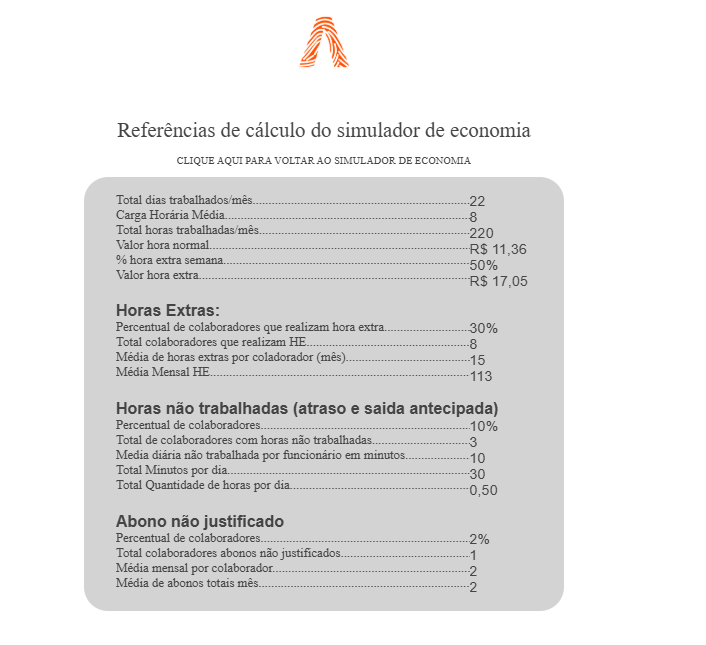 Referências de cálculo do simulador de economia
CLIQUE AQUI PARA VOLTAR AO SIMULADOR DE ECONOMIA
Total dias trabalhados/mês.......................................................................22
Carga Horária Média.................................................................................8
Total horas trabalhadas/mês.....................................................................220
Valor hora normal.....................................................................................R$ 11,36
% hora extra semana.................................................................................50%
Valor hora extra.........................................................................................R$ 17,05
Horas Extras:
Percentual de colaboradores que realizam hora extra............................30%
Total colaboradores que realizam HE......................................................8
Média de horas extras por coladorador (mês).........................................15
Média Mensal HE.....................................................................................113
Horas não trabalhadas (atraso e saida antecipada)
Percentual de colaboradores.....................................................................10%
Total de colaboradores com horas não trabalhadas................................3
Media diária não trabalhada por funcionário em minutos.....................10
Total Minutos por dia................................................................................30
Total Quantidade de horas por dia...........................................................0,50
Abono não justificado
Percentual de colaboradores.....................................................................2%
Total colaboradores abonos não justificados..........................................1
Média mensal por colaborador.................................................................2
Média de abonos totais mês.....................................................................2